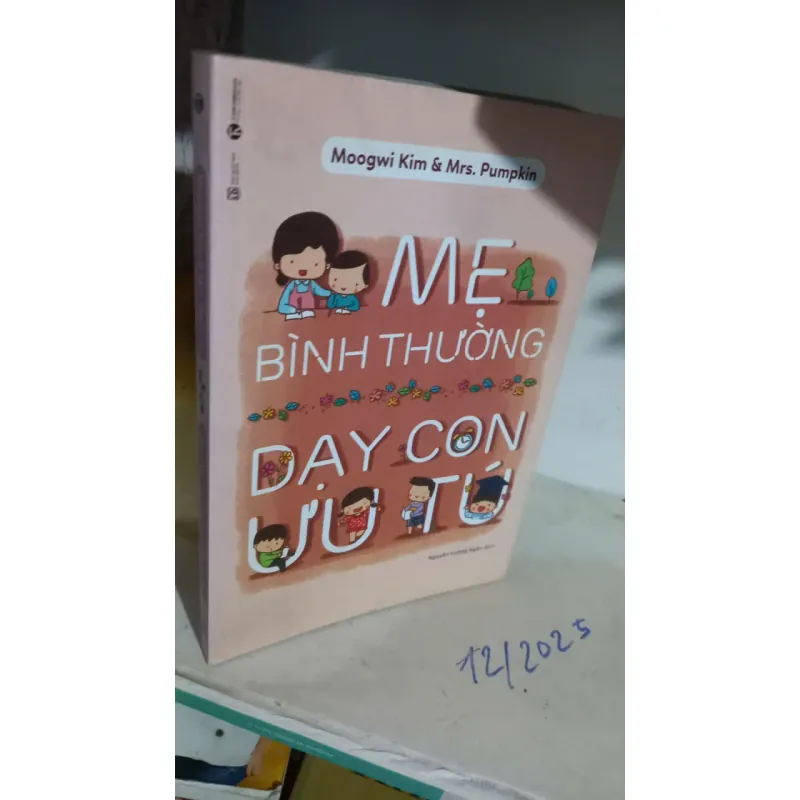 Moogwi Kim & Mrs. Pumpkin
MẸ
BÌNH THƯỜNG
DẠY CON
ƯU TÚ
12/2025